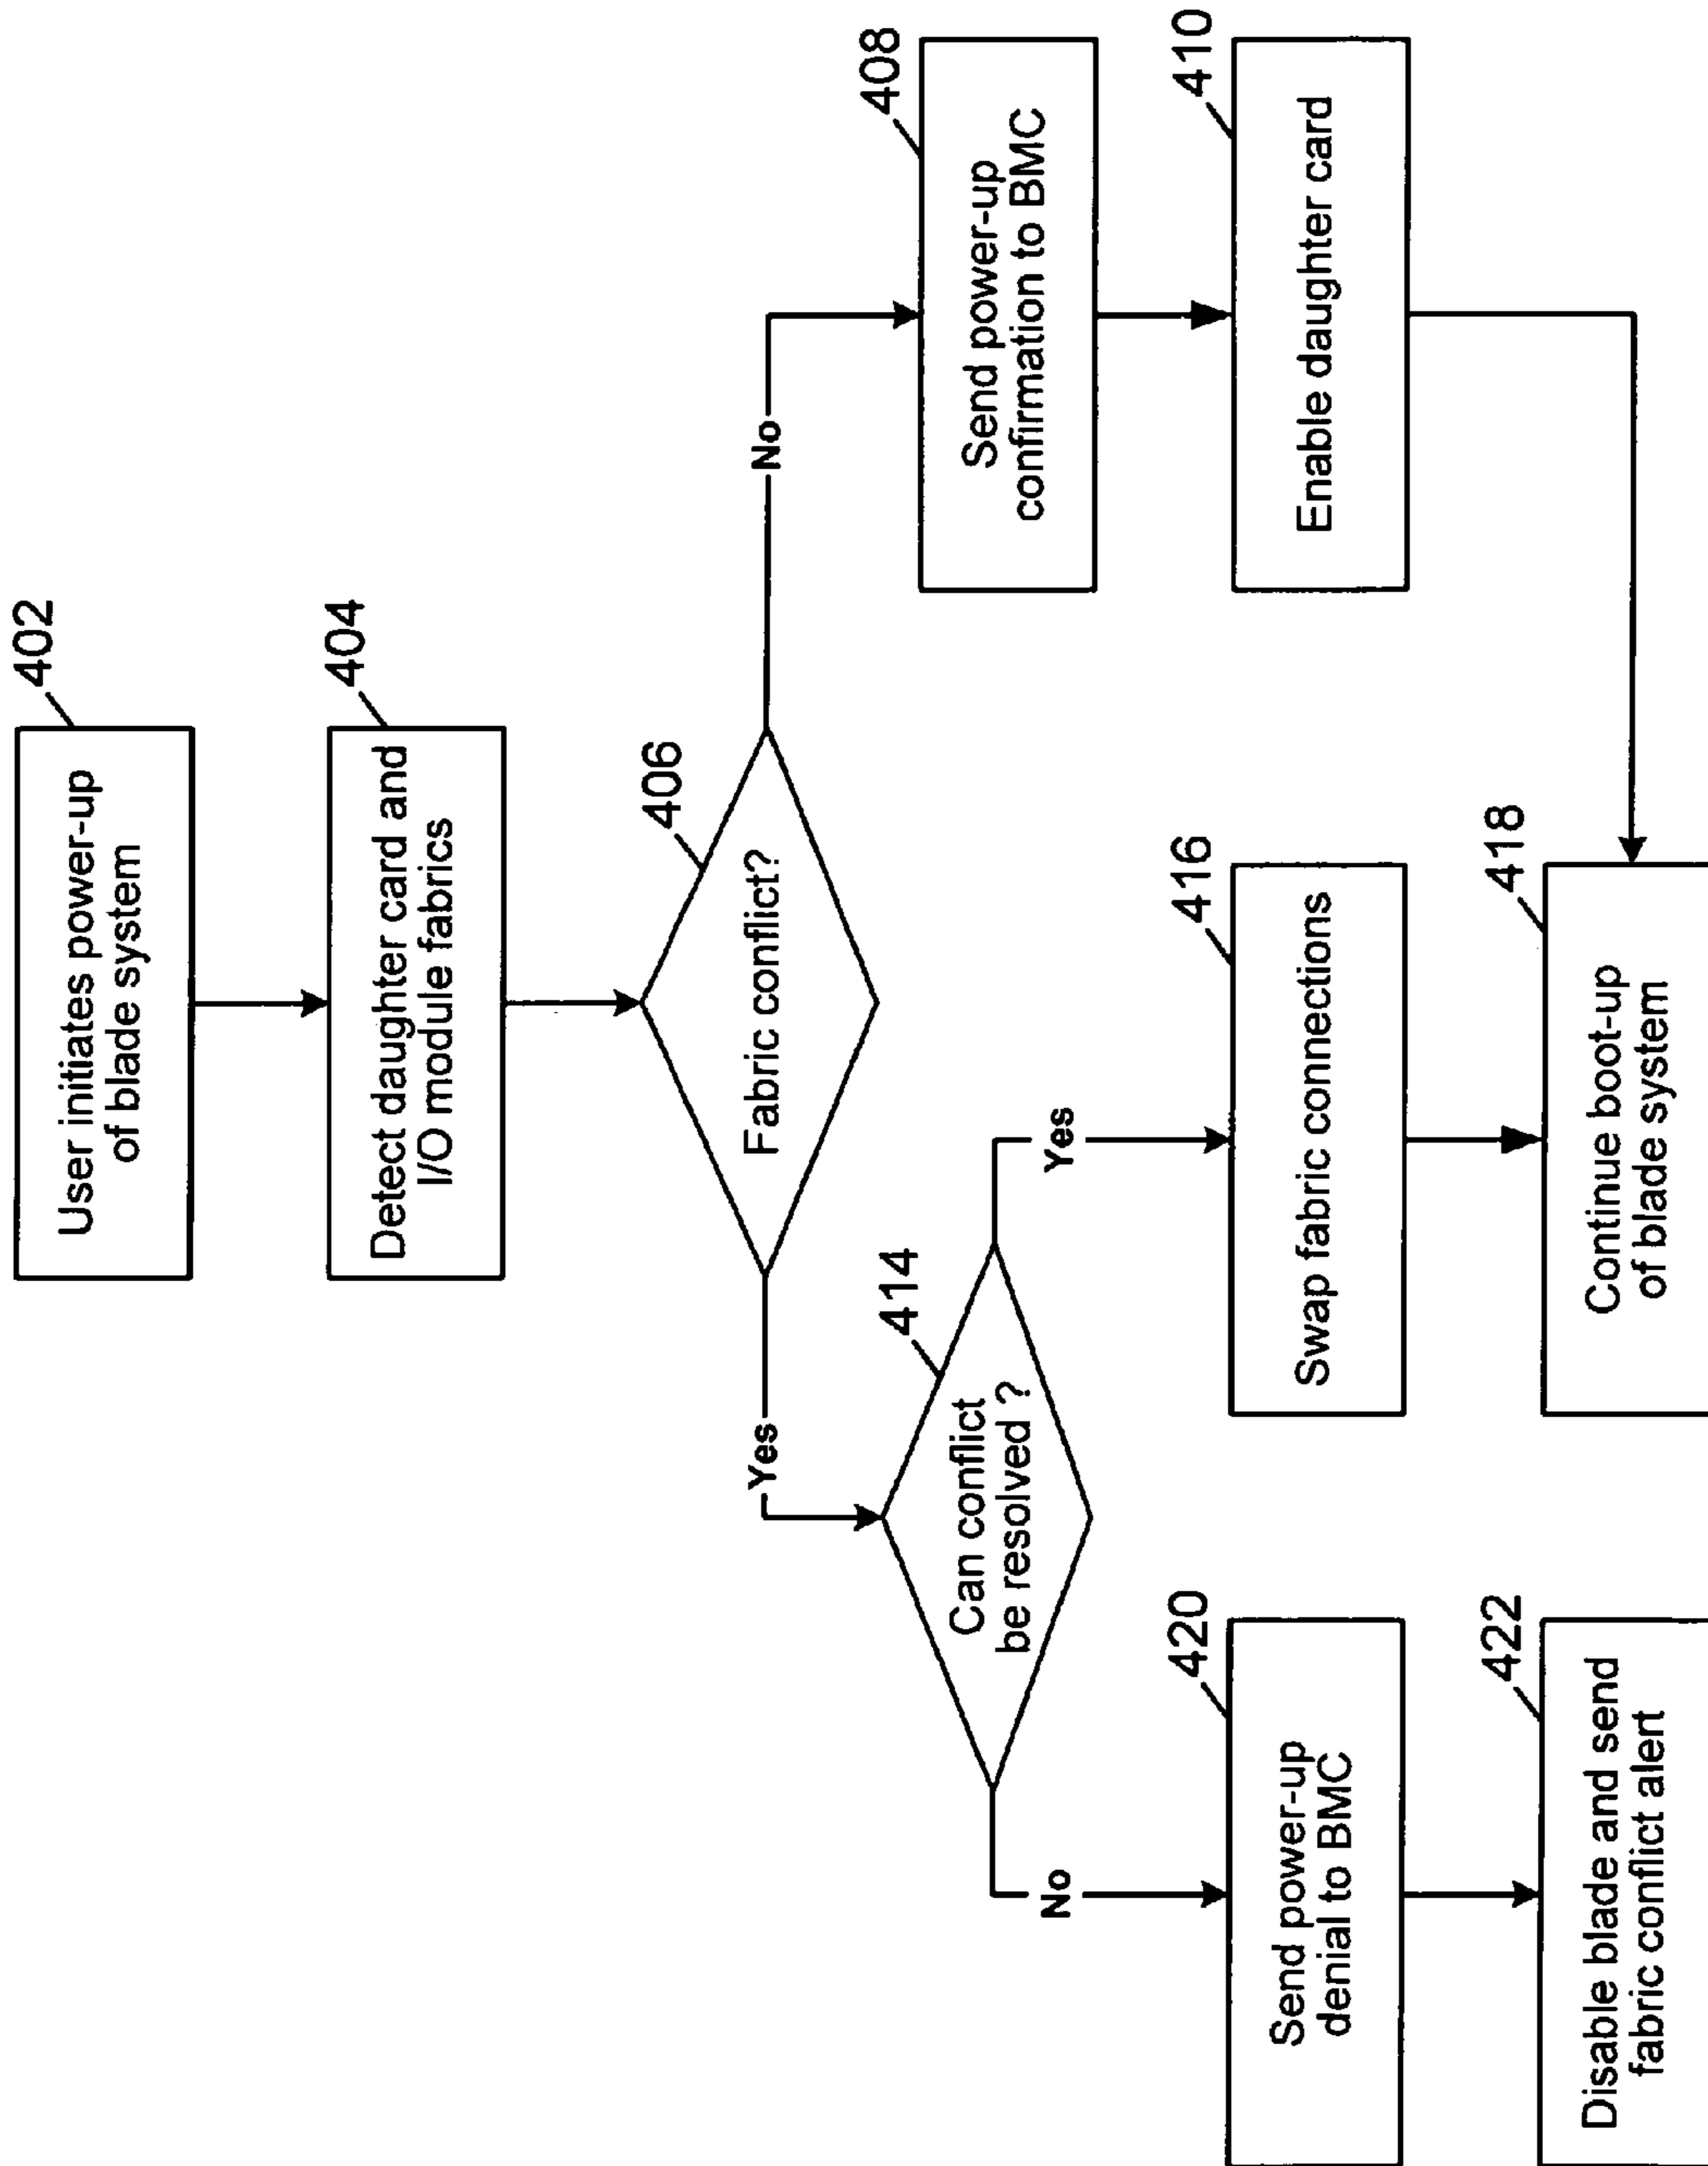 402
User initiates power-up
of blade system
404
Detect daughter card and
I/O module fabrics
406
Fabric conflict?
Yes
No
414
Can conflict
be resolved ?
No
Yes
408
Send power-up
confirmation to BMC
410
Enable daughter card
416
Swap fabric connections
418
Continue boot-up
of blade system
420
Send power-up
denial to BMC
422
Disable blade and send
fabric conflict alert